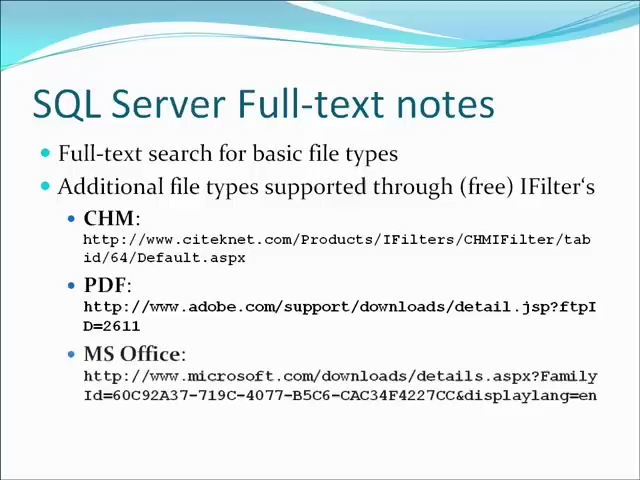 SQL Server Full-text notes
Full-text search for basic file types
Additional file types supported through (free) IFilter‘s
CHM:
http://www.citeknet.com/Products/IFilters/CHMIFilter/tab
id/64/Default.aspx
PDF:
http://www.adobe.com/support/downloads/detail.jsp?ftpI
D=2611
MS Office:
http://www.microsoft.com/downloads/details.aspx?Family
Id=60C92A37-719C-4077-B5C6-CAC34F4227CC&displaylang=en